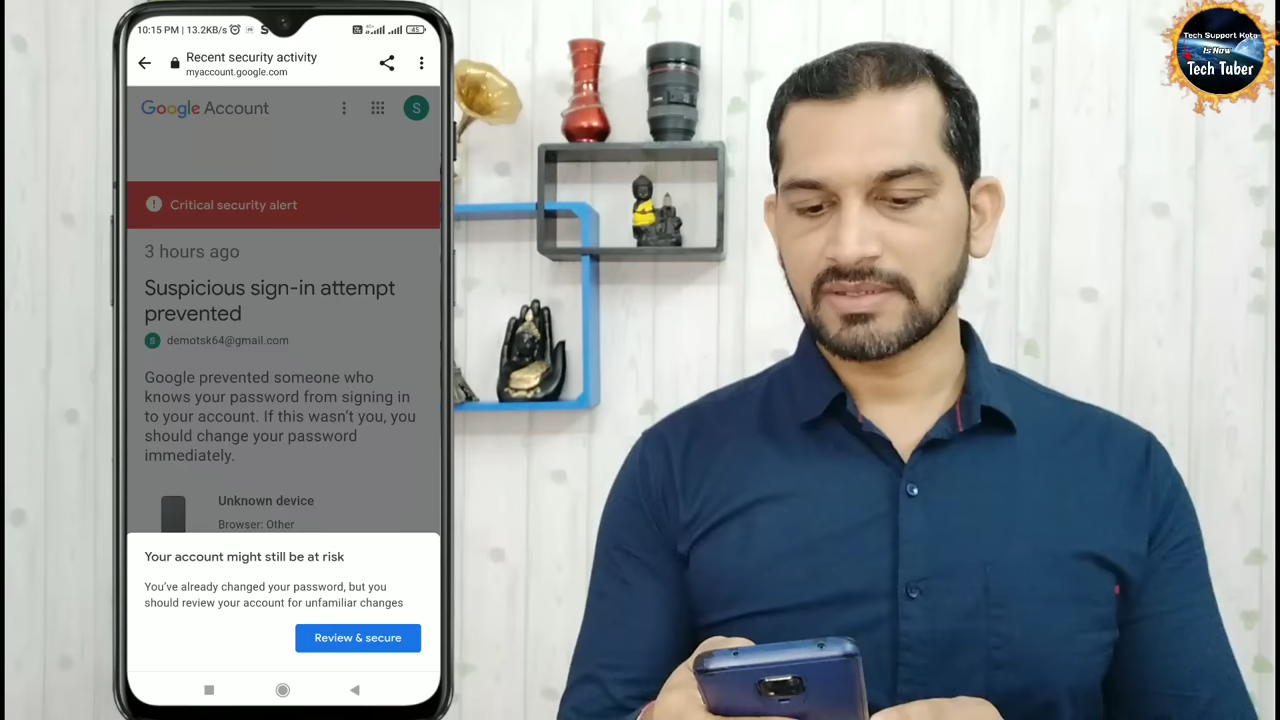 10:15 PM | 13.2KB/s
45
Recent security activity
myaccount.google.com
Google Account
S
Critical security alert
3 hours ago
Suspicious sign-in attempt
prevented
S demotsk64@gmail.com
Google prevented someone who
knows your password from signing in
to your account. If this wasn't you, you
should change your password
immediately.
Unknown device
Browser: Other
Your account might still be at risk
You've already changed your password, but you
should review your account for unfamiliar changes
Review & secure
Tech Support Kota
Is Now
Tech Tuber